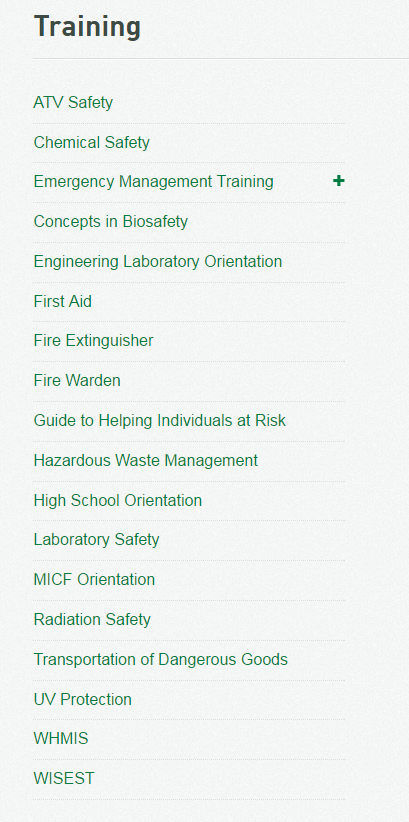 Training
ATV Safety
Chemical Safety
Emergency Management Training +
Concepts in Biosafety
Engineering Laboratory Orientation
First Aid
Fire Extinguisher
Fire Warden
Guide to Helping Individuals at Risk
Hazardous Waste Management
High School Orientation
Laboratory Safety
MICF Orientation
Radiation Safety
Transportation of Dangerous Goods
UV Protection
WHMIS
WISEST